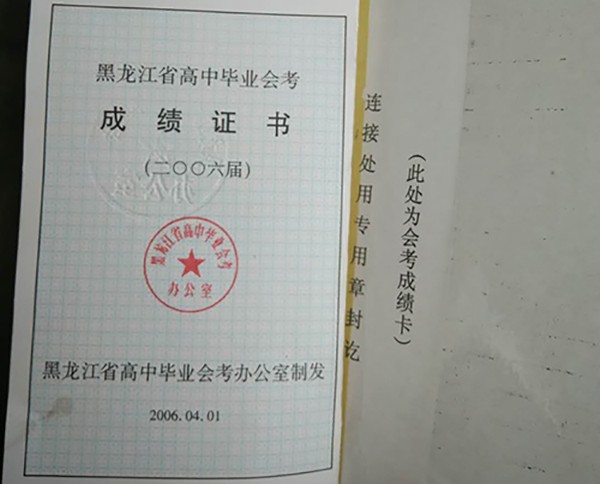 黑龙江省高中毕业会考
成绩证书
(二〇〇六届)
黑龙江省高中毕业会考
办公室
黑龙江省高中毕业会考办公室制发
2006.04.01
连接处用专用章封讫
(此处为会考成绩卡)